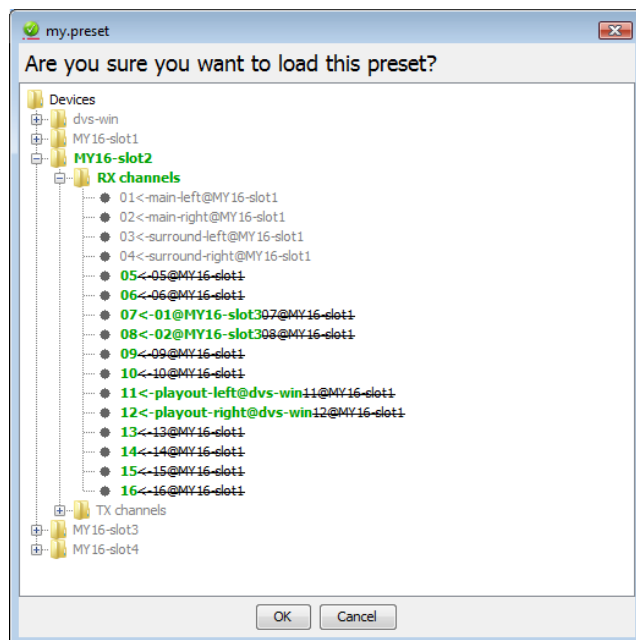 my.preset
Are you sure you want to load this preset?
Devices
dvs-win
MY16-slot1
MY16-slot2
RX channels
01<-main-left@MY16-slot1
02<-main-right@MY16-slot1
03<-surround-left@MY16-slot1
04<-surround-right@MY16-slot1
05<-05@MY16-slot1
06<-06@MY16-slot1
07<-01@MY16-slot307@MY16-slot1
08<-02@MY16-slot308@MY16-slot1
09<-09@MY16-slot1
10<-10@MY16-slot1
11<-playout-left@dvs-win11@MY16-slot1
12<-playout-right@dvs-win12@MY16-slot1
13<-13@MY16-slot1
14<-14@MY16-slot1
15<-15@MY16-slot1
16<-16@MY16-slot1
TX channels
MY16-slot3
MY16-slot4
OK Cancel